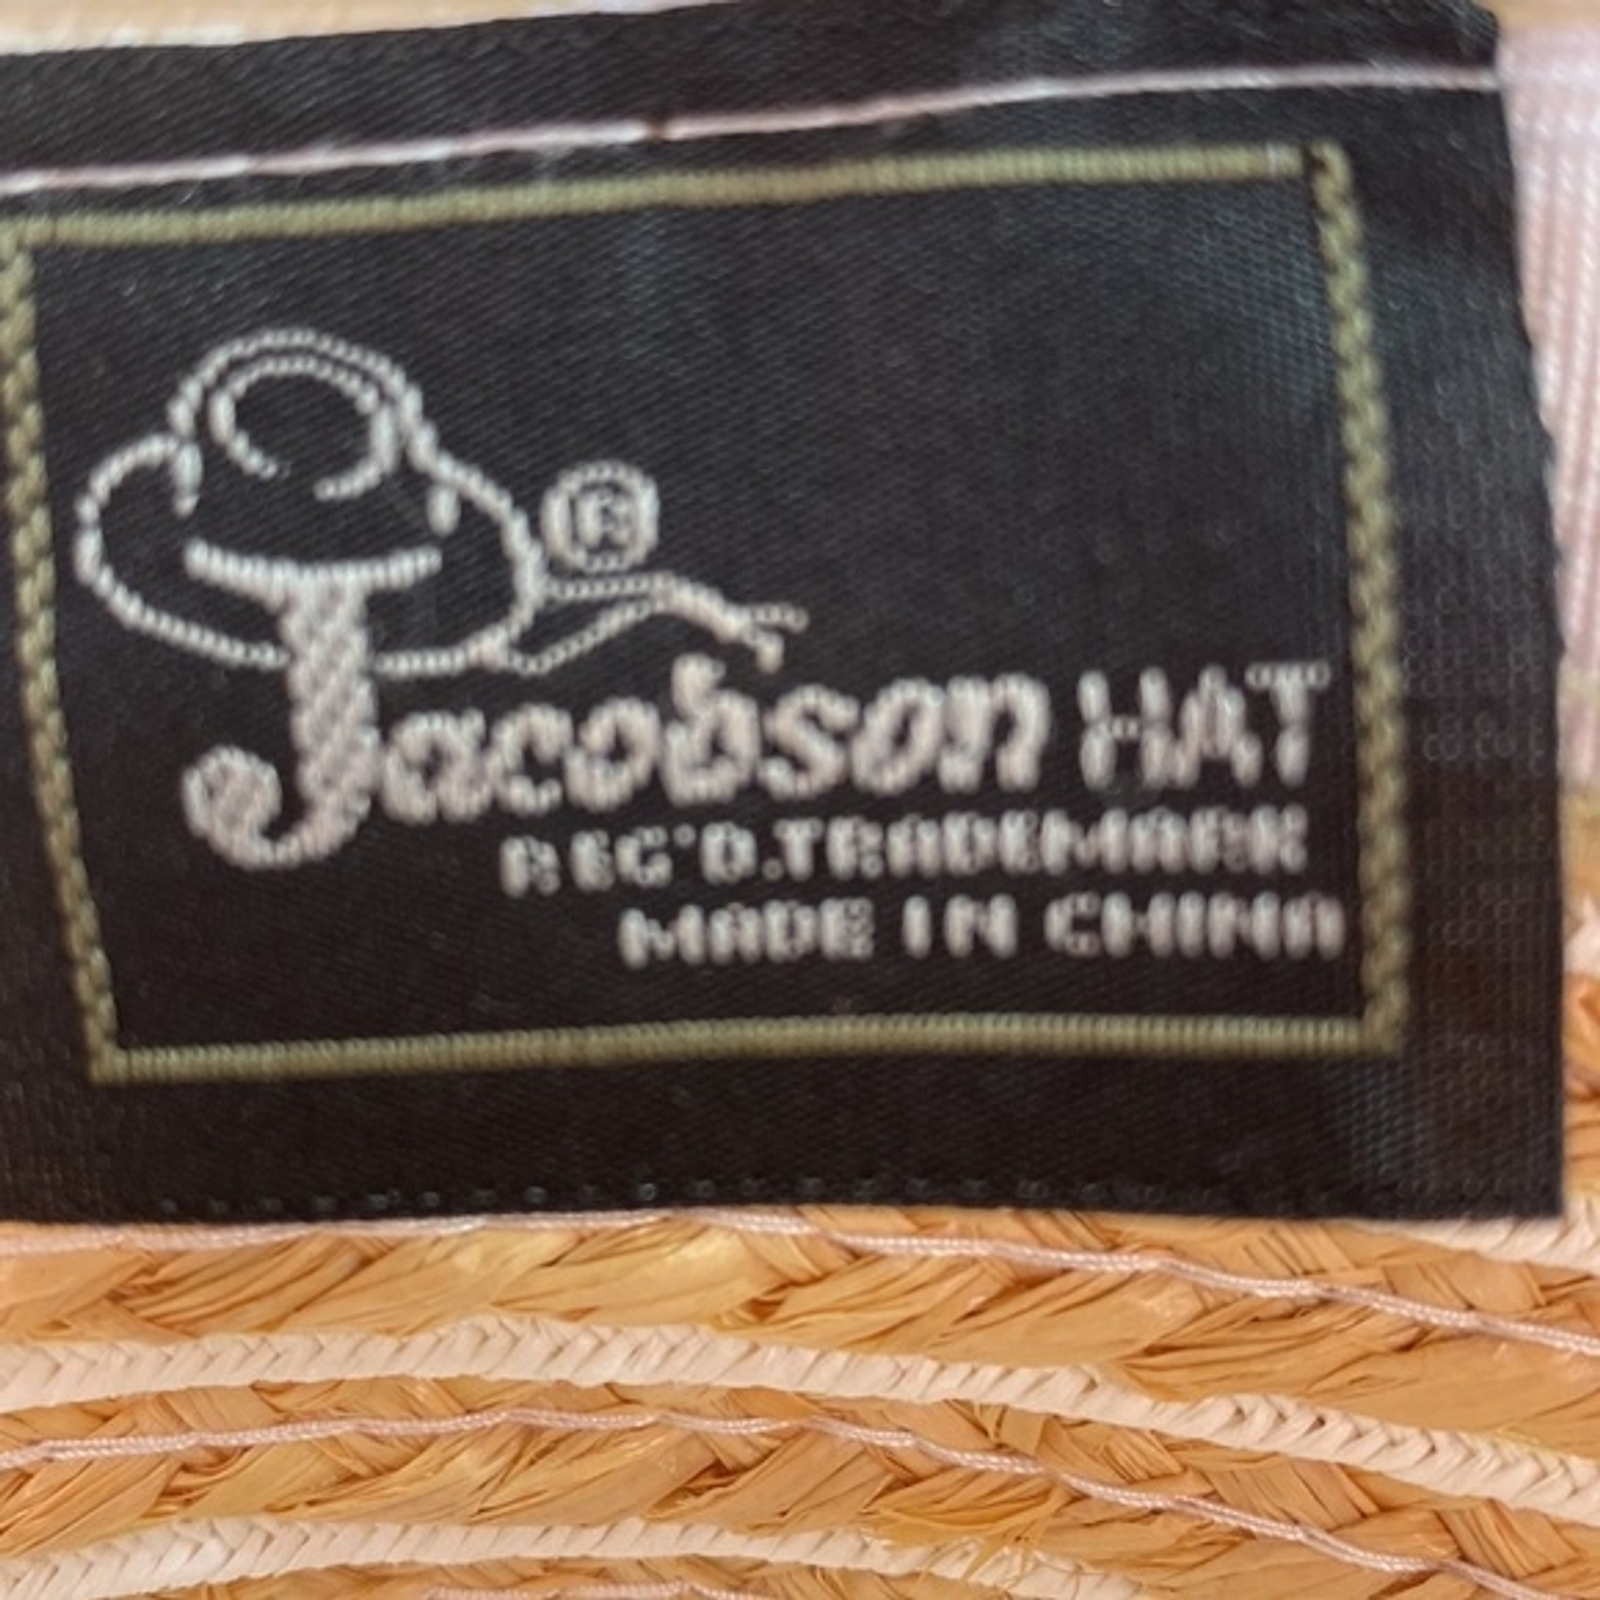 ®
Jacobson HAT
REG'D.TRADEMARK
MADE IN CHINA